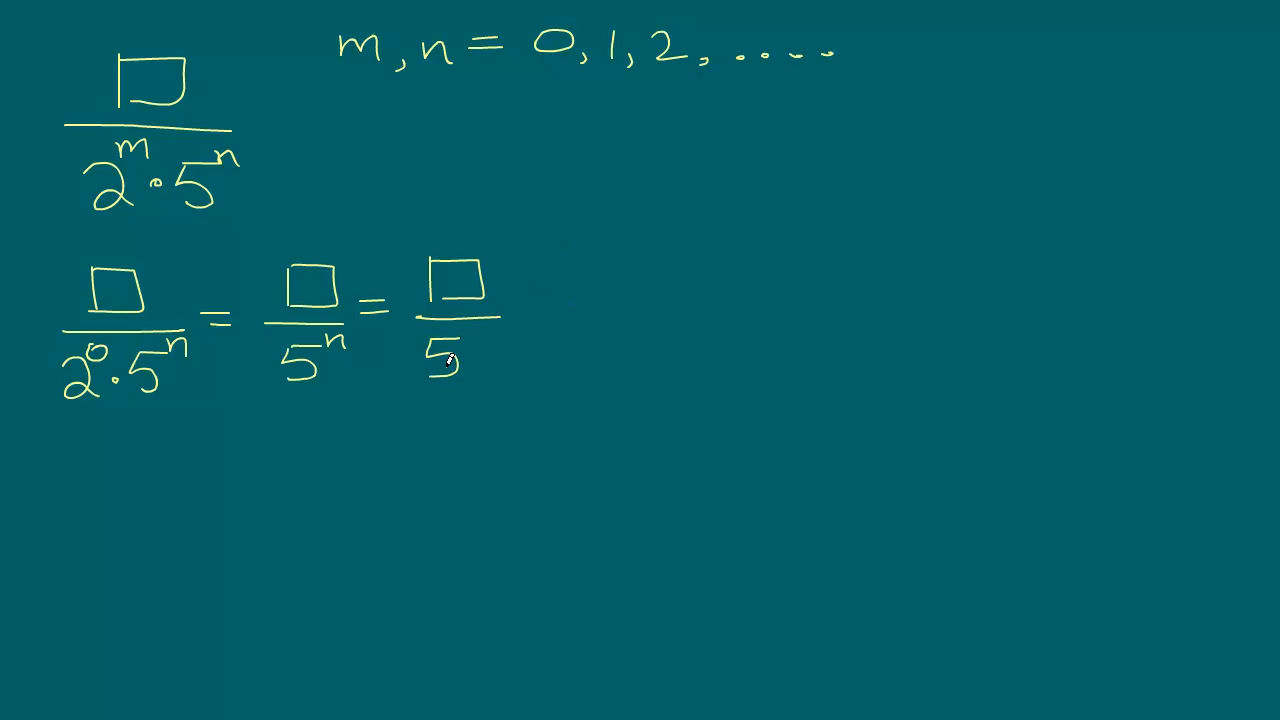 m, n = 0, 1, 2, ....
□
2^m · 5^n
□ / 2^0 · 5^n = □ / 5^n = □ / 5